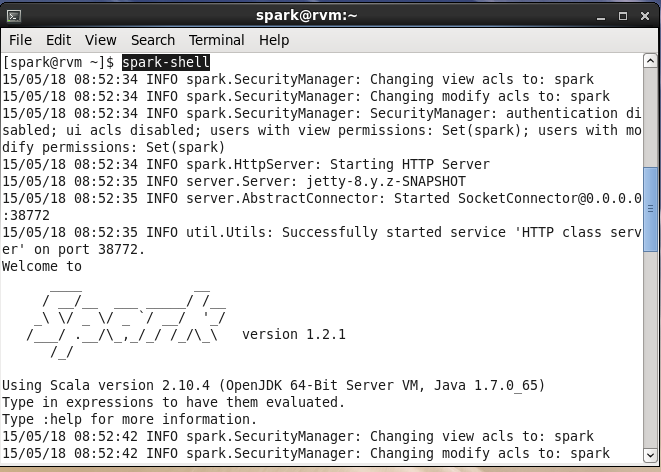 spark@rvm:~
File Edit View Search Terminal Help
[spark@rvm ~]$ spark-shell
15/05/18 08:52:34 INFO spark.SecurityManager: Changing view acls to: spark
15/05/18 08:52:34 INFO spark.SecurityManager: Changing modify acls to: spark
15/05/18 08:52:34 INFO spark.SecurityManager: SecurityManager: authentication di
sabled; ui acls disabled; users with view permissions: Set(spark); users with mo
dify permissions: Set(spark)
15/05/18 08:52:34 INFO spark.HttpServer: Starting HTTP Server
15/05/18 08:52:35 INFO server.Server: jetty-8.y.z-SNAPSHOT
15/05/18 08:52:35 INFO server.AbstractConnector: Started SocketConnector@0.0.0.0
:38772
15/05/18 08:52:35 INFO util.Utils: Successfully started service 'HTTP class serv
er' on port 38772.
Welcome to
      ____              __
     / __/__  ___ _____/ /__
    _\ \/ _ \/ _ `/ __/  '_/
   /___/ .__/\_,_/_/ /_/\_\   version 1.2.1
      /_/
Using Scala version 2.10.4 (OpenJDK 64-Bit Server VM, Java 1.7.0_65)
Type in expressions to have them evaluated.
Type :help for more information.
15/05/18 08:52:42 INFO spark.SecurityManager: Changing view acls to: spark
15/05/18 08:52:42 INFO spark.SecurityManager: Changing modify acls to: spark